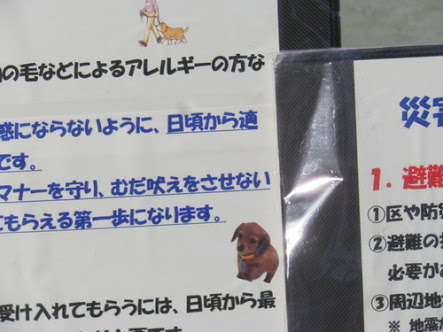 の毛などによるアレルギーの方な
惑にならないように、日頃から適
です。
マナーを守り、むだ吠えをさせない
てもらえる第一歩になります。
受け入れてもらうには、日頃から最
災害
1．避難
①区や防災
②避難の
必要が
③周辺地
※ 地震